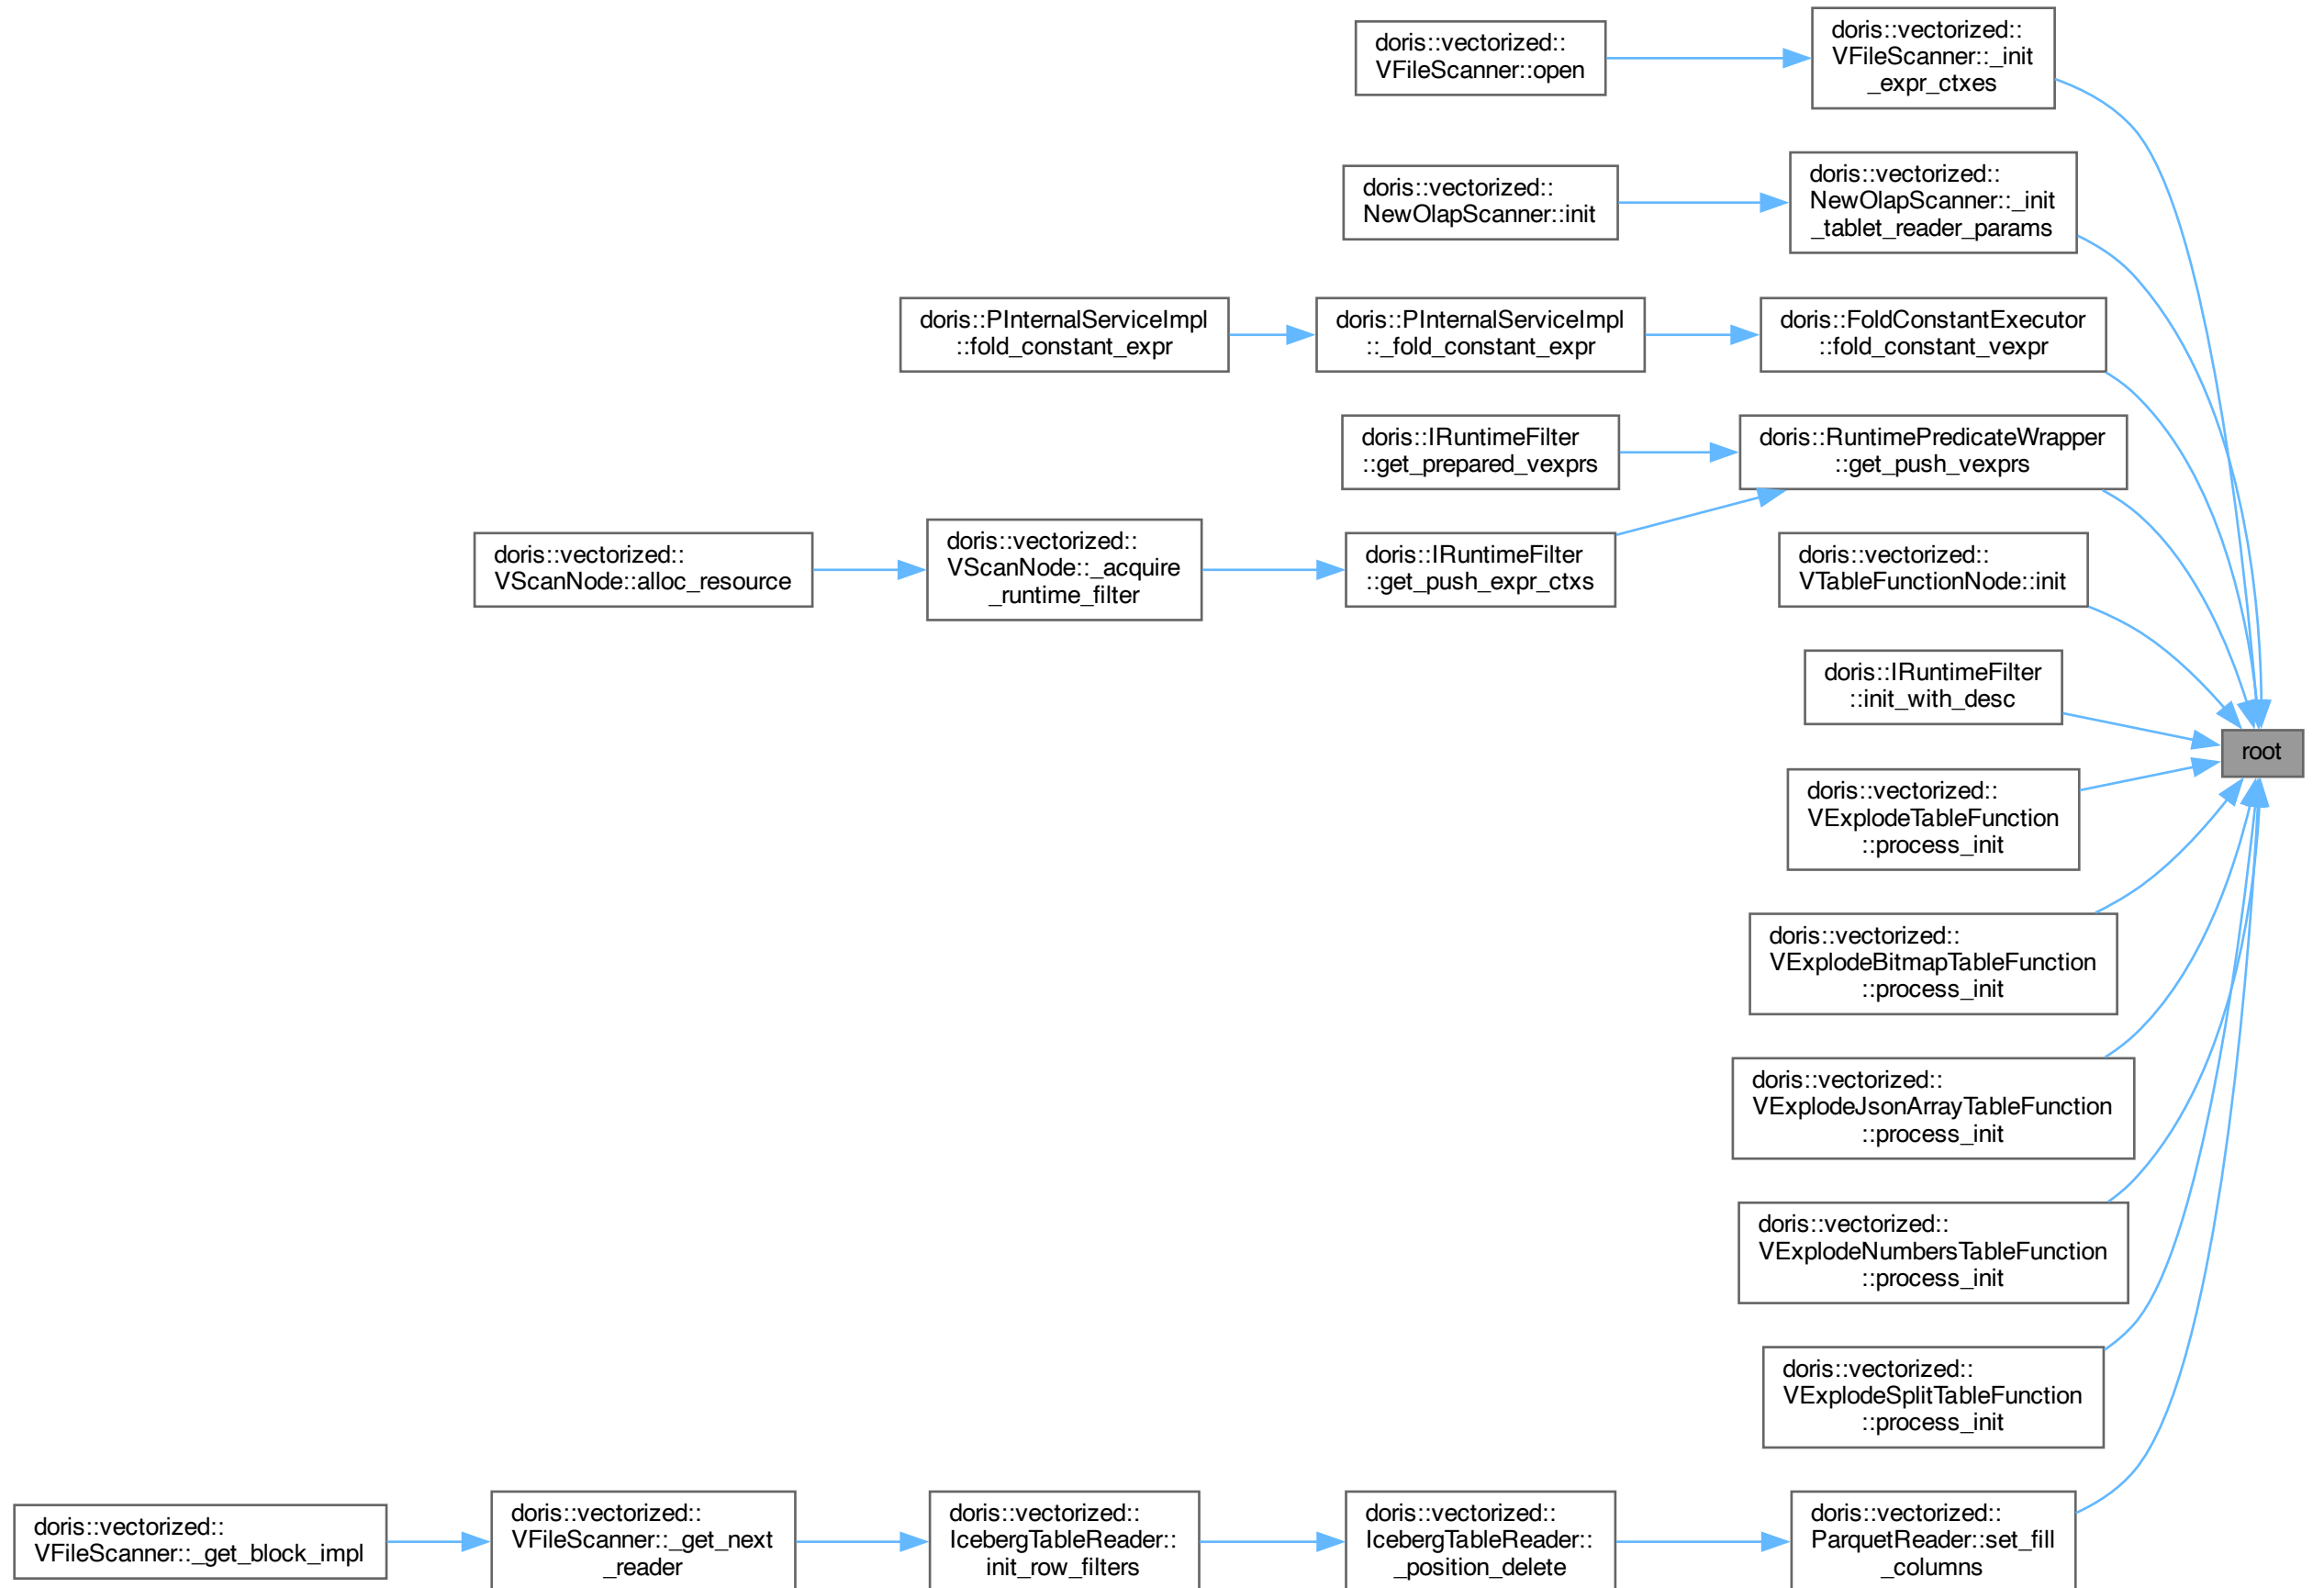 doris::vectorized::
VFileScanner::open
doris::vectorized::
VFileScanner::_init
_expr_ctxes
doris::vectorized::
NewOlapScanner::init
doris::vectorized::
NewOlapScanner::_init
_tablet_reader_params
doris::PInternalServiceImpl
::fold_constant_expr
doris::PInternalServiceImpl
::_fold_constant_expr
doris::FoldConstantExecutor
::fold_constant_vexpr
doris::IRuntimeFilter
::get_prepared_vexprs
doris::RuntimePredicateWrapper
::get_push_vexprs
doris::vectorized::
VScanNode::alloc_resource
doris::vectorized::
VScanNode::_acquire
_runtime_filter
doris::IRuntimeFilter
::get_push_expr_ctxs
doris::vectorized::
VTableFunctionNode::init
doris::IRuntimeFilter
::init_with_desc
root
doris::vectorized::
VExplodeTableFunction
::process_init
doris::vectorized::
VExplodeBitmapTableFunction
::process_init
doris::vectorized::
VExplodeJsonArrayTableFunction
::process_init
doris::vectorized::
VExplodeNumbersTableFunction
::process_init
doris::vectorized::
VExplodeSplitTableFunction
::process_init
doris::vectorized::
VFileScanner::_get_block_impl
doris::vectorized::
VFileScanner::_get_next
_reader
doris::vectorized::
IcebergTableReader::
init_row_filters
doris::vectorized::
IcebergTableReader::
_position_delete
doris::vectorized::
ParquetReader::set_fill
_columns